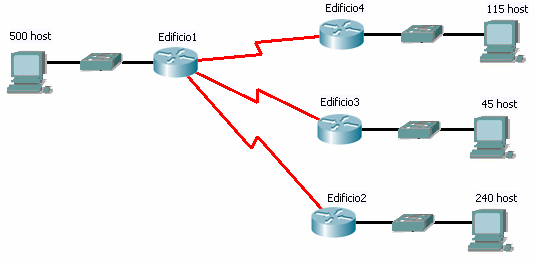 500 host
Edificio1
Edificio4
115 host
Edificio3
45 host
Edificio2
240 host